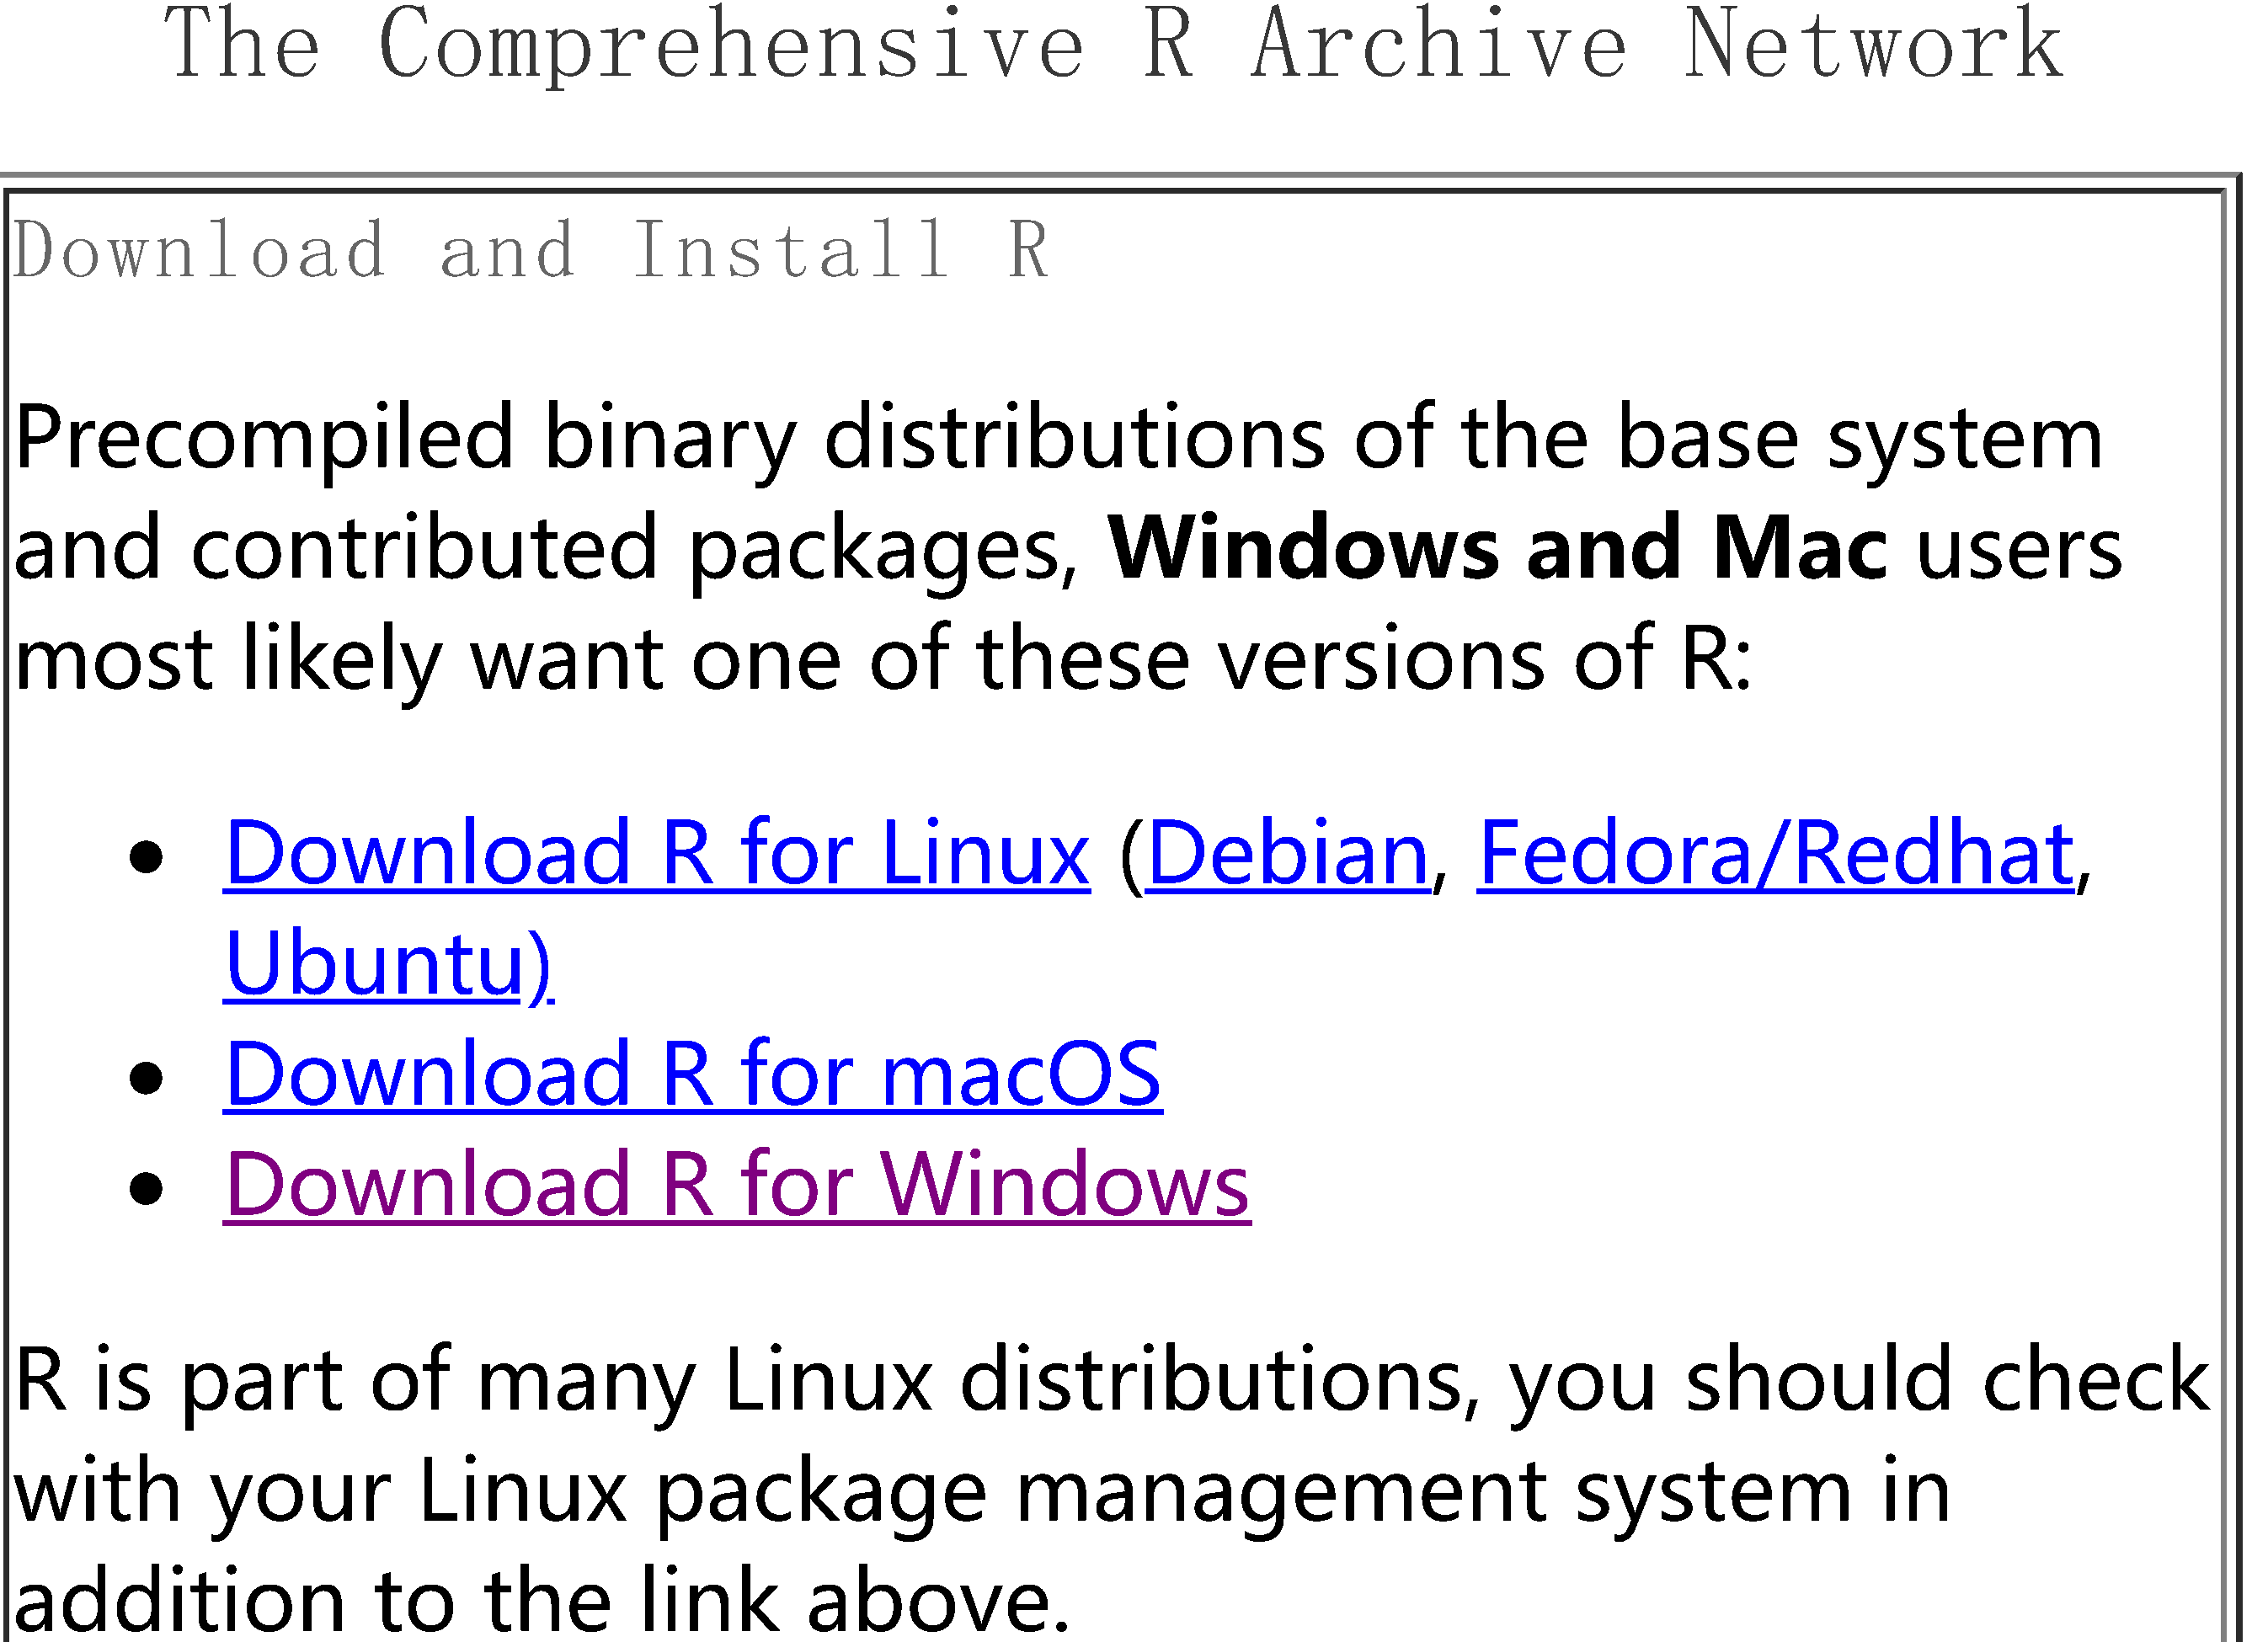 The Comprehensive R Archive Network
Download and Install R
Precompiled binary distributions of the base system
and contributed packages, Windows and Mac users
most likely want one of these versions of R:
• Download R for Linux (Debian, Fedora/Redhat,
Ubuntu)
• Download R for macOS
• Download R for Windows
R is part of many Linux distributions, you should check
with your Linux package management system in
addition to the link above.